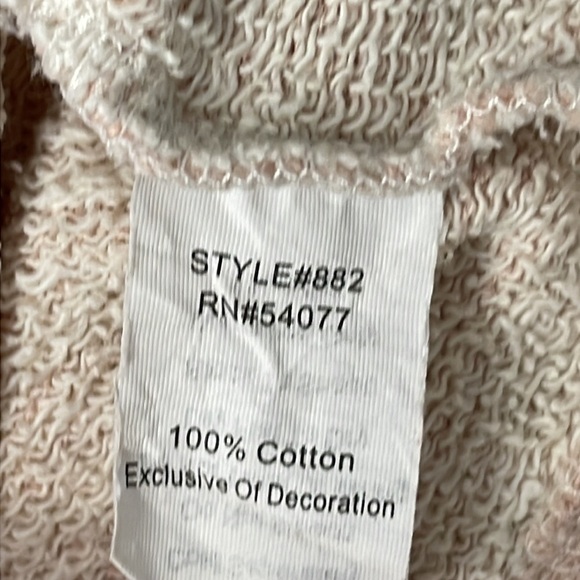 STYLE#882
RN#54077
100% Cotton
Exclusive Of Decoration